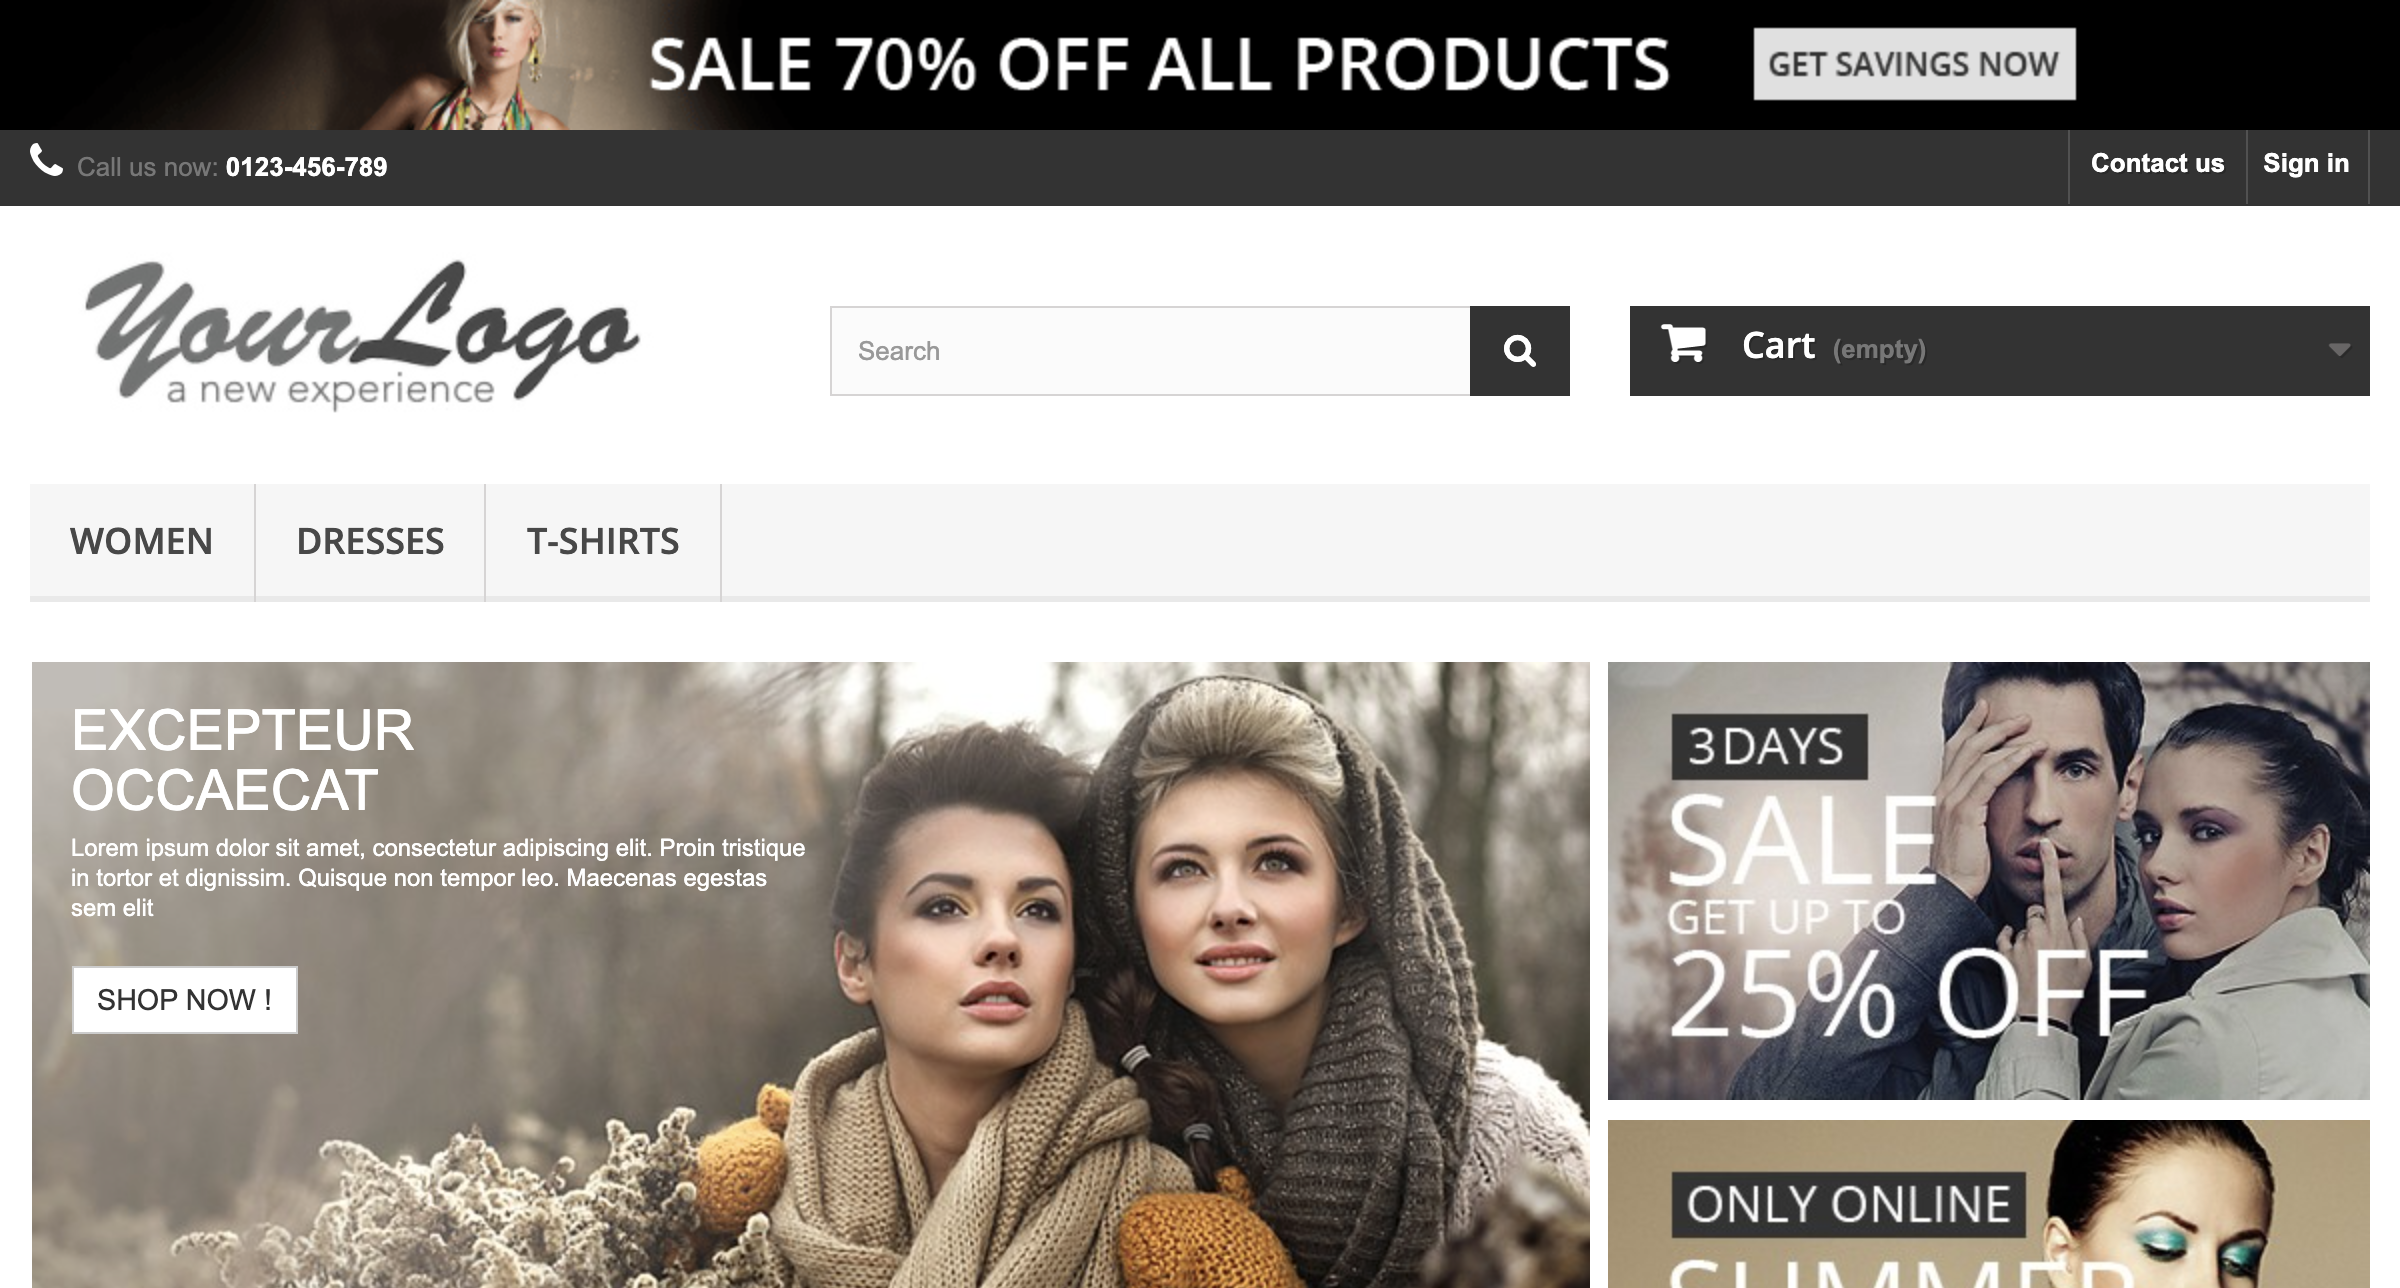 SALE 70% OFF ALL PRODUCTS
GET SAVINGS NOW
Call us now: 0123-456-789
Contact us
Sign in
YourLogo
a new experience
Search
Cart (empty)
WOMEN
DRESSES
T-SHIRTS
EXCEPTEUR
OCCAECAT
Lorem ipsum dolor sit amet, consectetur adipiscing elit. Proin tristique
in tortor et dignissim. Quisque non tempor leo. Maecenas egestas
sem elit
SHOP NOW !
3 DAYS
SALE
GET UP TO
25% OFF
ONLY ONLINE
SUMMER